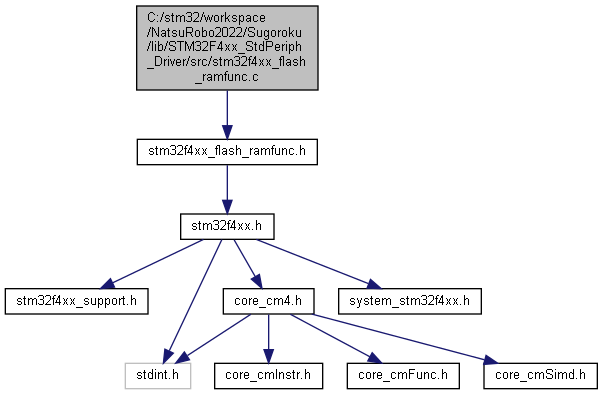 C:/stm32/workspace
/NatsuRobo2022/Sugoroku
/lib/STM32F4xx_StdPeriph
_Driver/src/stm32f4xx_flash
_ramfunc.c
stm32f4xx_flash_ramfunc.h
stm32f4xx.h
stm32f4xx_support.h
core_cm4.h
system_stm32f4xx.h
stdint.h
core_cmInstr.h
core_cmFunc.h
core_cmSimd.h